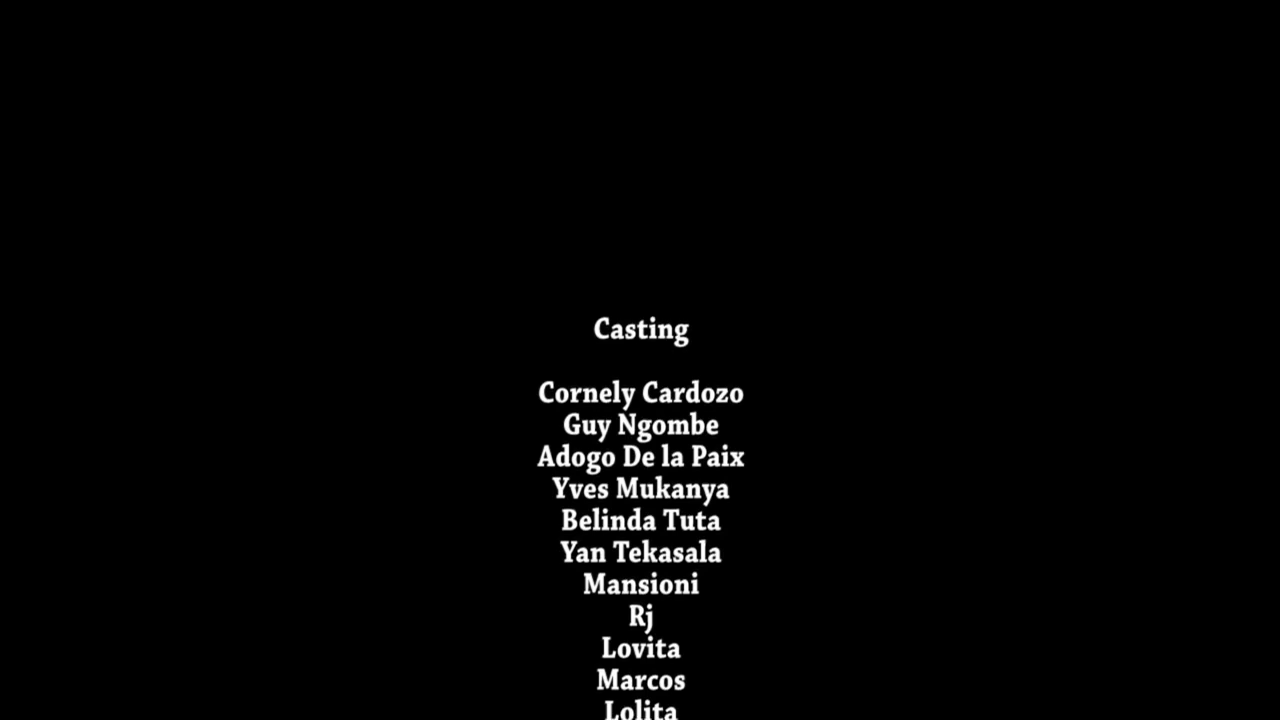 Casting
Cornely Cardozo
Guy Ngombe
Adogo De la Paix
Yves Mukanya
Belinda Tuta
Yan Tekasala
Mansioni
Rj
Lovita
Marcos
Lolita